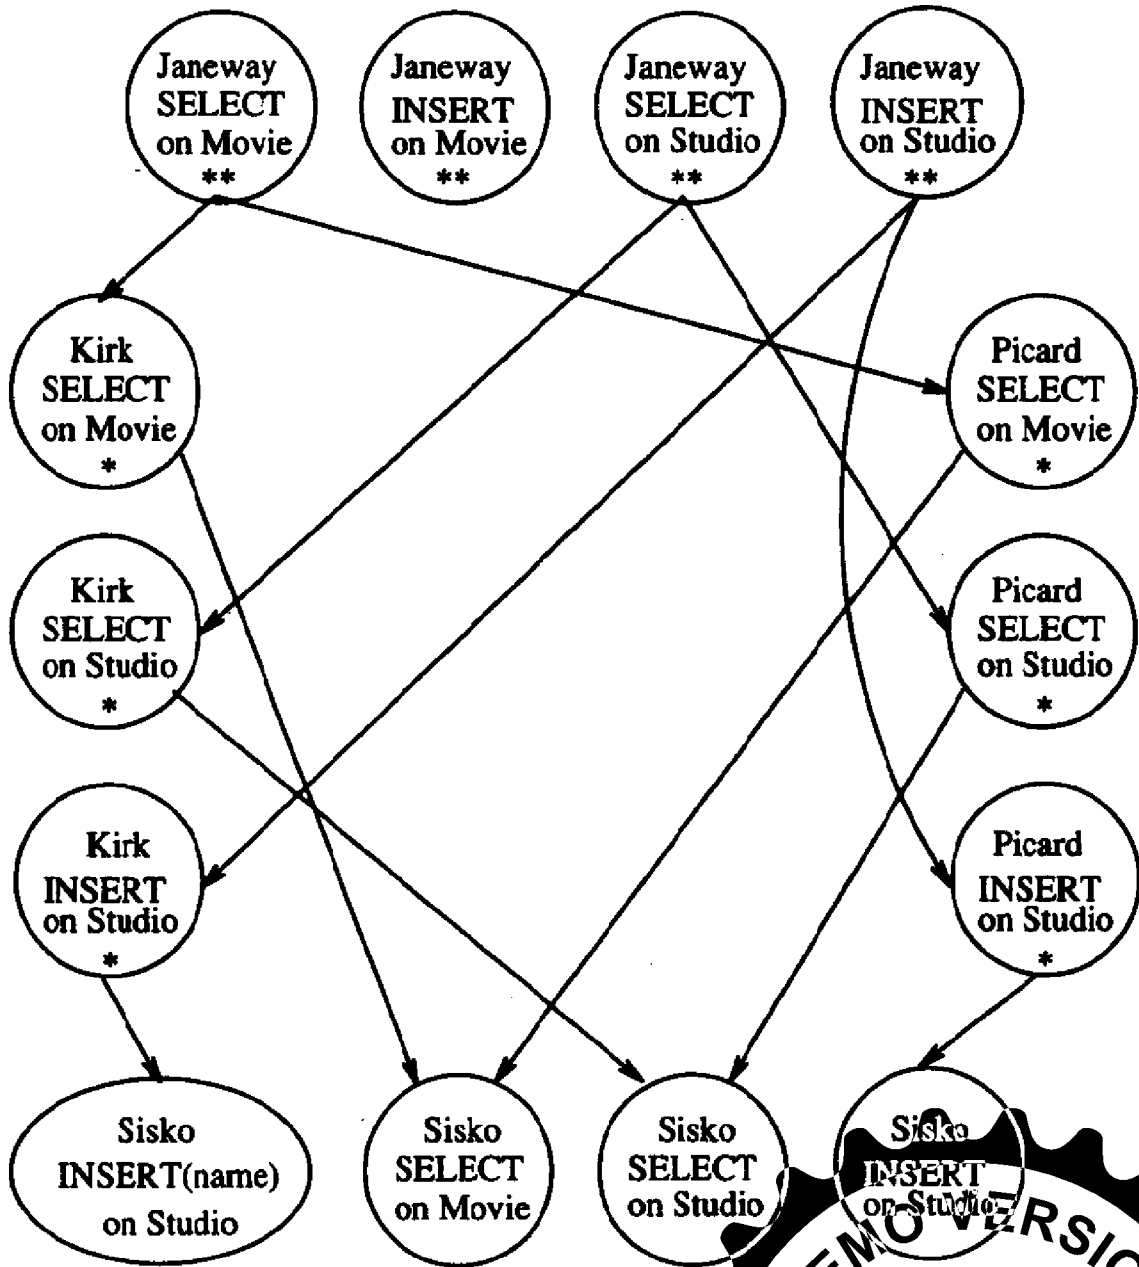 Janeway
SELECT
on Movie
**
Janeway
INSERT
on Movie
**
Janeway
SELECT
on Studio
**
Janeway
INSERT
on Studio
**
Kirk
SELECT
on Movie
*
Picard
SELECT
on Movie
*
Kirk
SELECT
on Studio
*
Picard
SELECT
on Studio
*
Kirk
INSERT
on Studio
*
Picard
INSERT
on Studio
*
Sisko
INSERT(name)
on Studio
Sisko
SELECT
on Movie
Sisko
SELECT
on Studio
Sisko
INSERT
on Studio